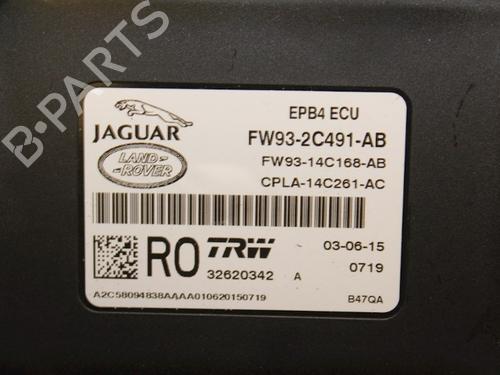 B-PARTS
JAGUAR
LAND-
ROVER
EPB4 ECU
FW93-2C491-AB
FW93-14C168-AB
CPLA-14C261-AC
RO TRW 03-06-15
32620342 A 0719
A2C58094838AAAA010620150719 B47QA